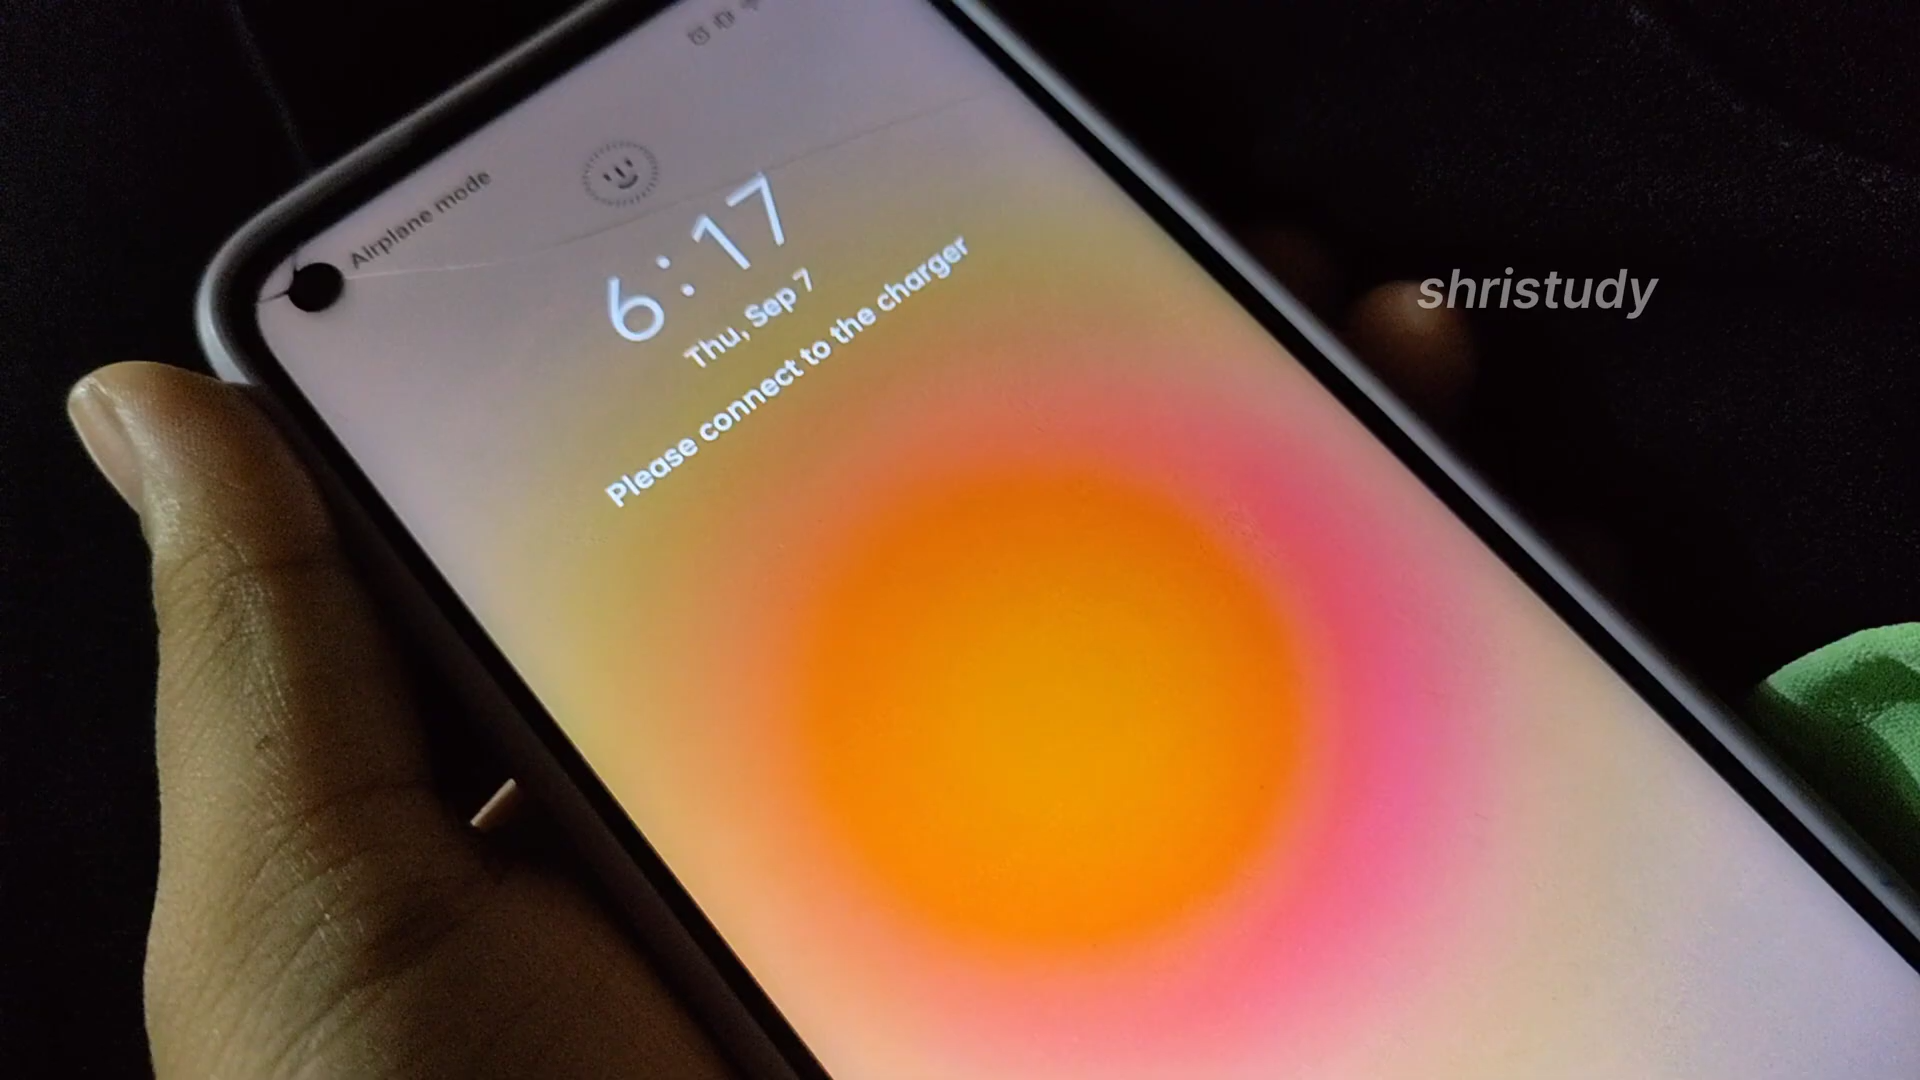 Airplane mode
6:17
Thu, Sep 7
Please connect to the charger
shristudy